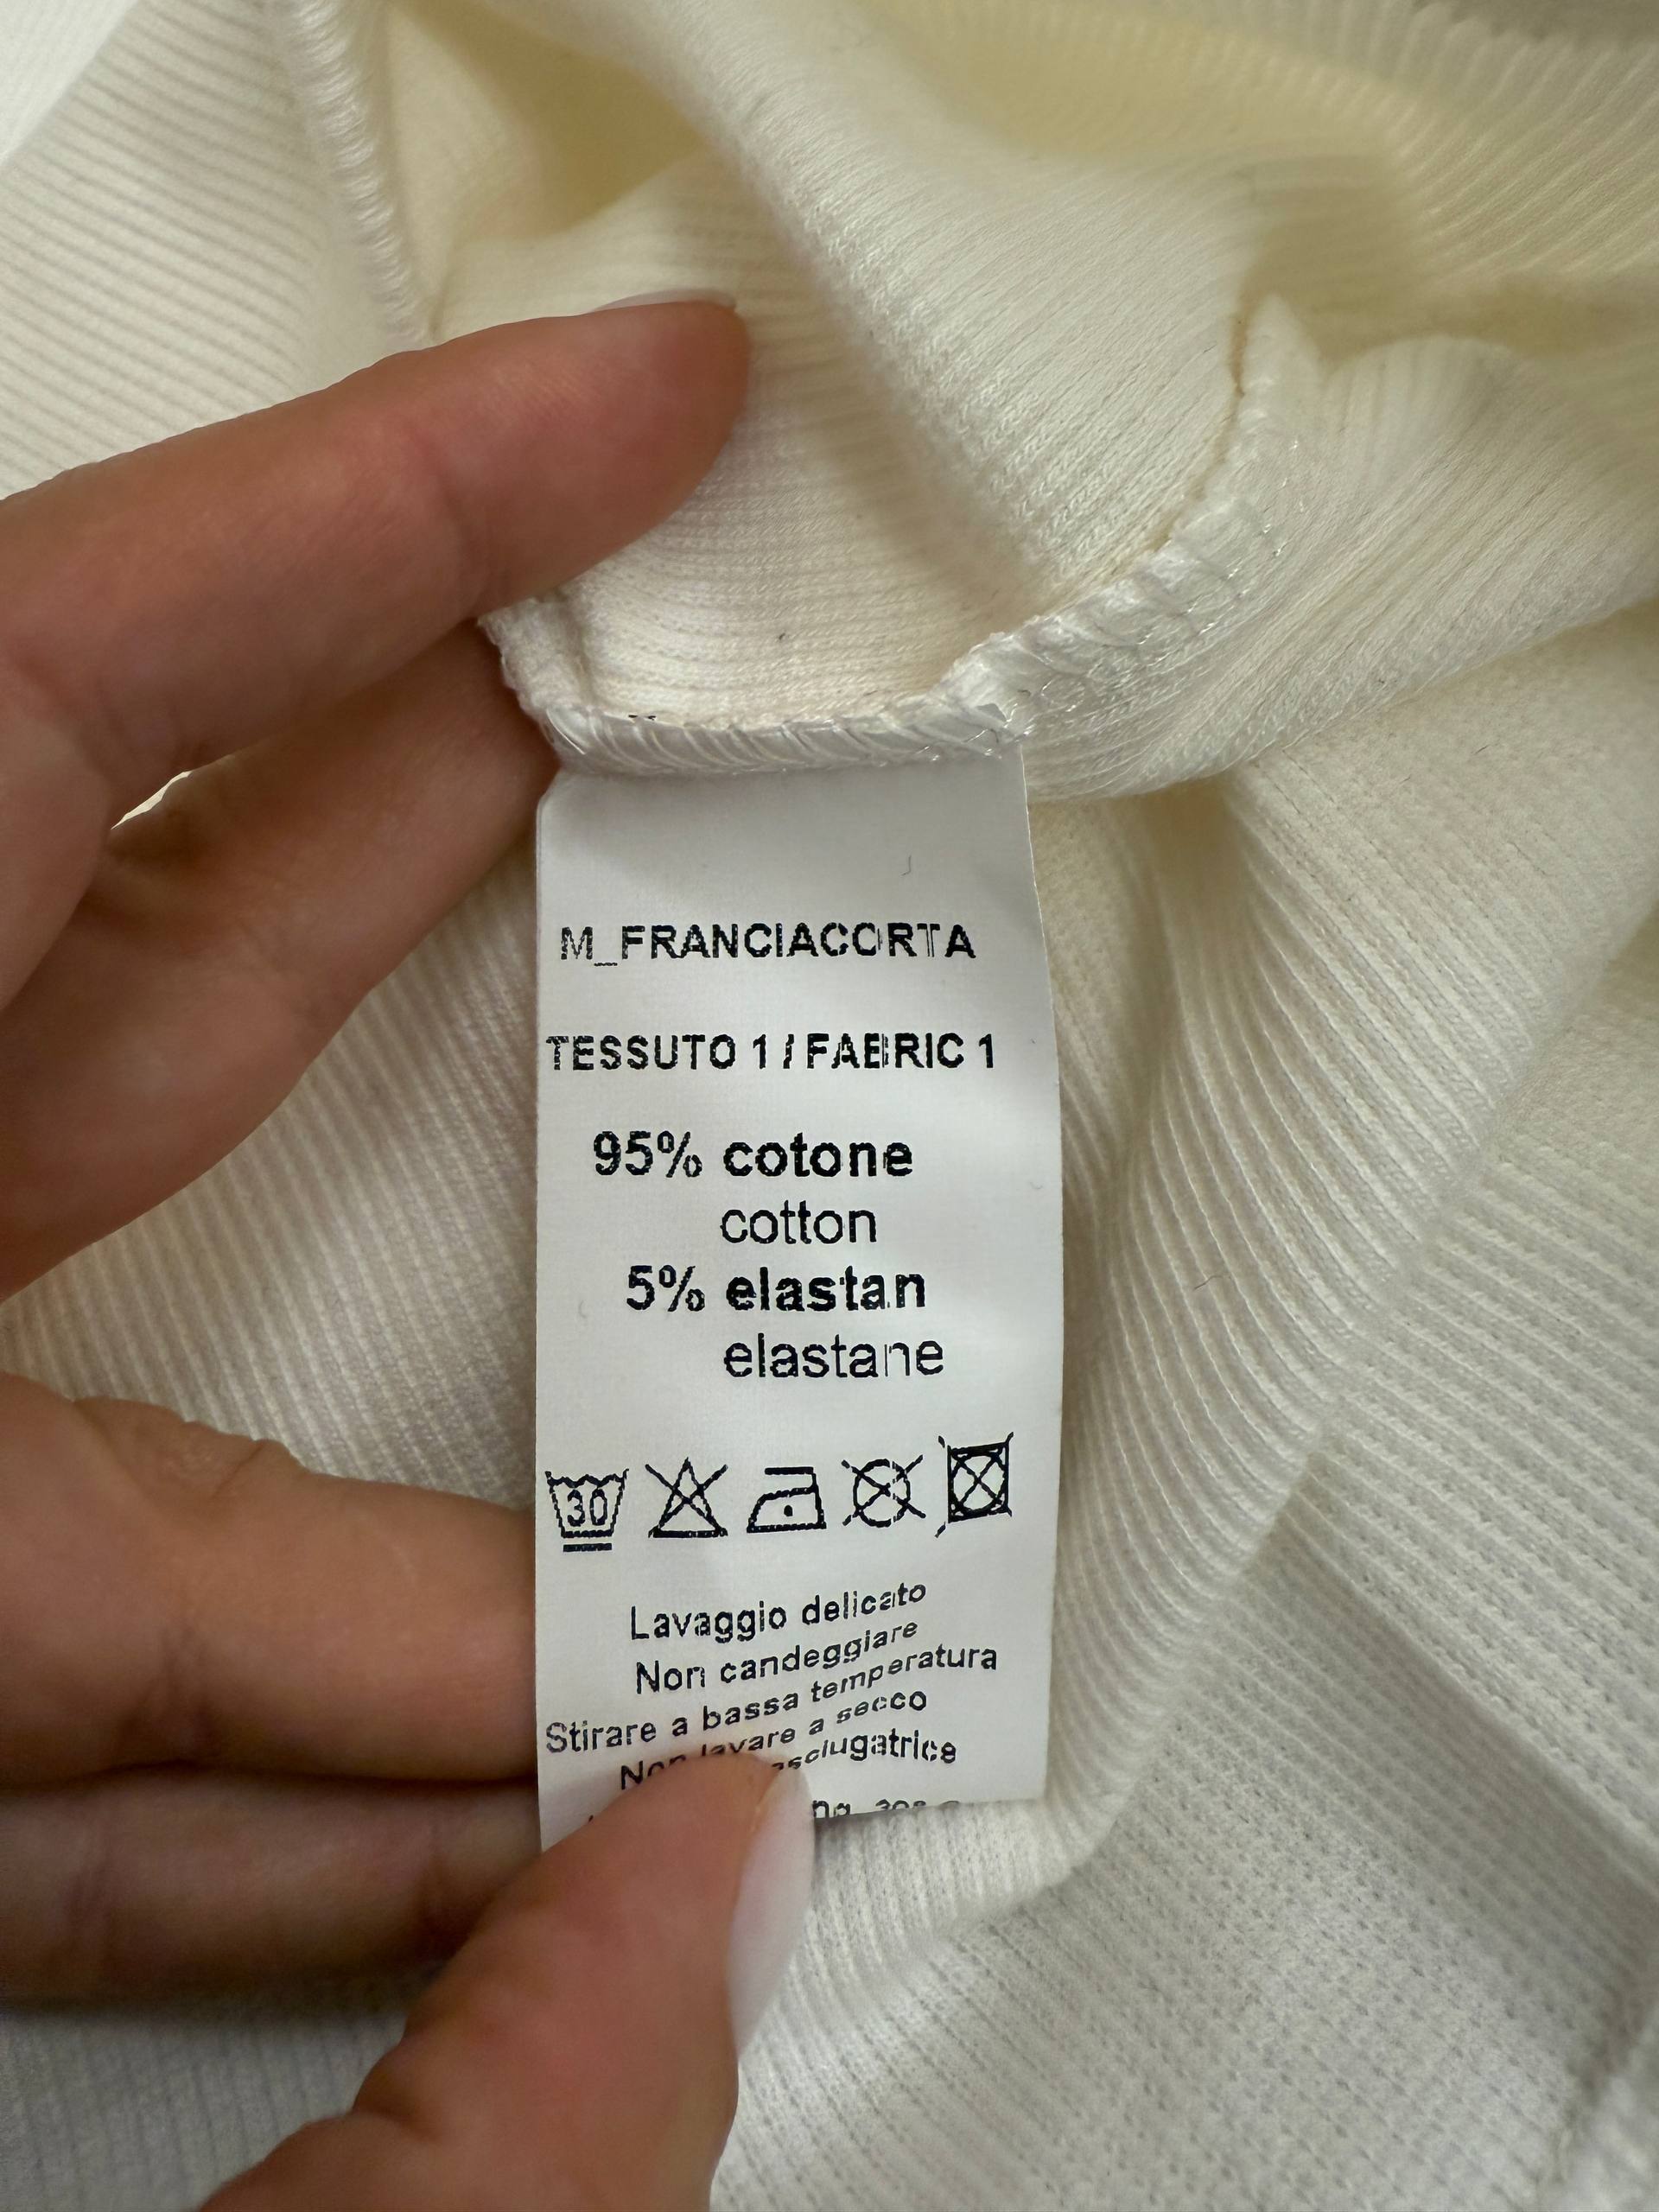 M_FRANCIACORTA
TESSUTO 1 / FABRIC 1
95% cotone
cotton
5% elastan
elastane
30
Lavaggio delicato
Non candeggiare
Stirare a bassa temperatura
Non lavare a secco